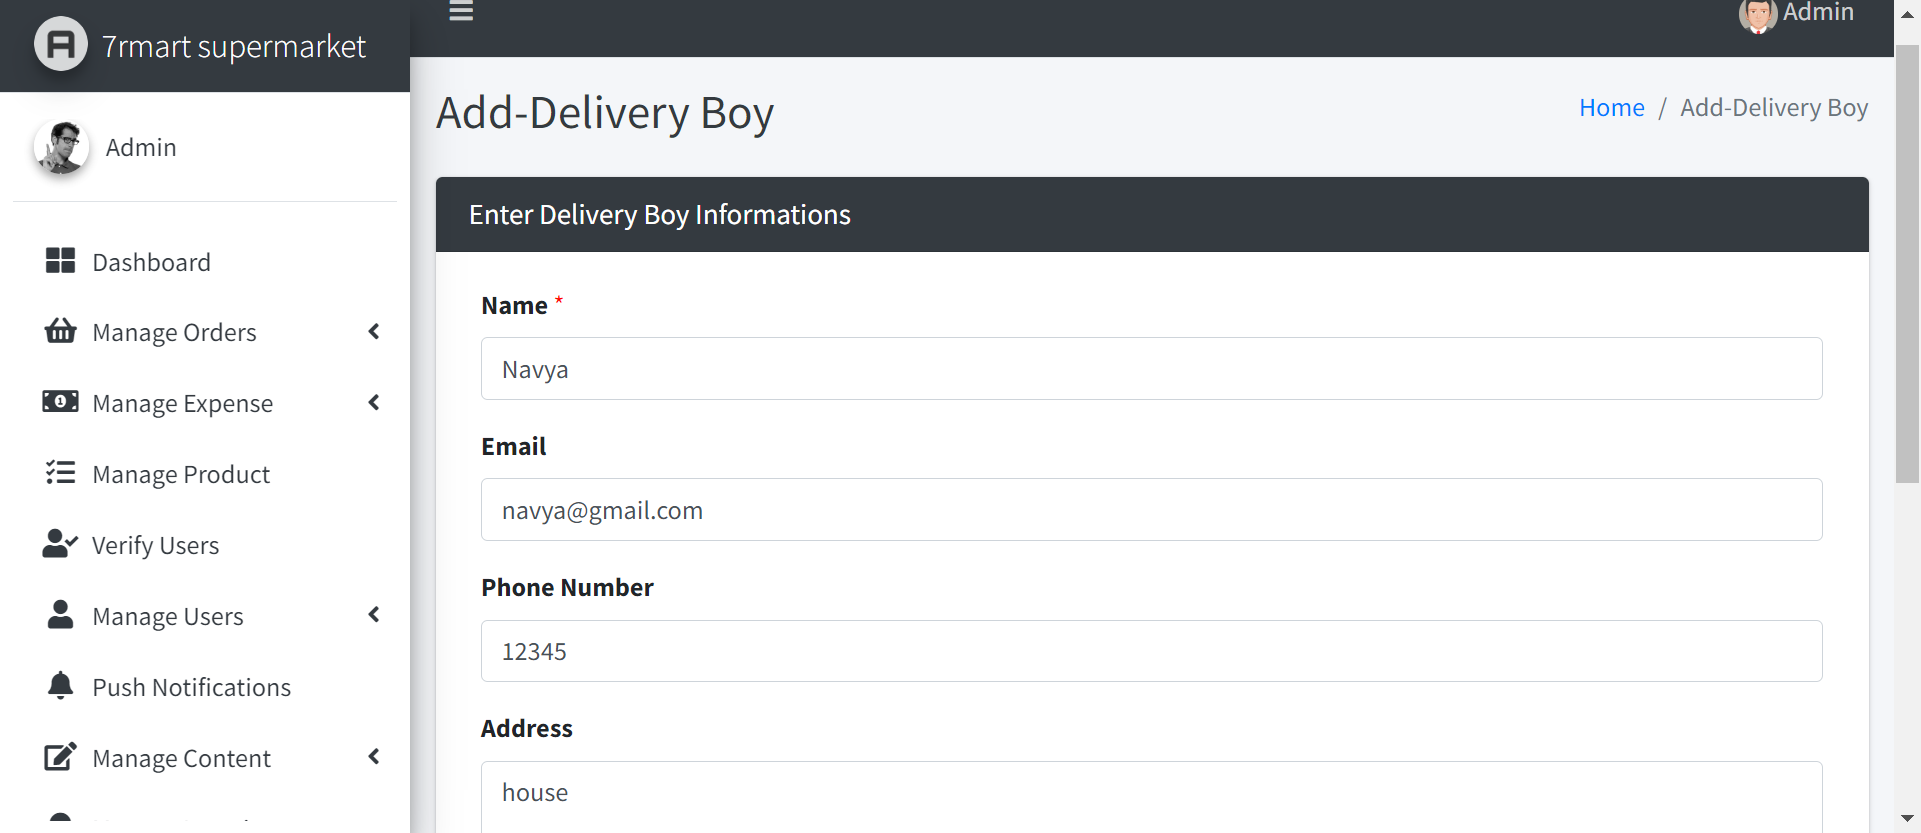 7rmart supermarket
Admin
Admin
Dashboard
Manage Orders
Manage Expense
Manage Product
Verify Users
Manage Users
Push Notifications
Manage Content
Add-Delivery Boy
Home / Add-Delivery Boy
Enter Delivery Boy Informations
Name *
Navya
Email
navya@gmail.com
Phone Number
12345
Address
house